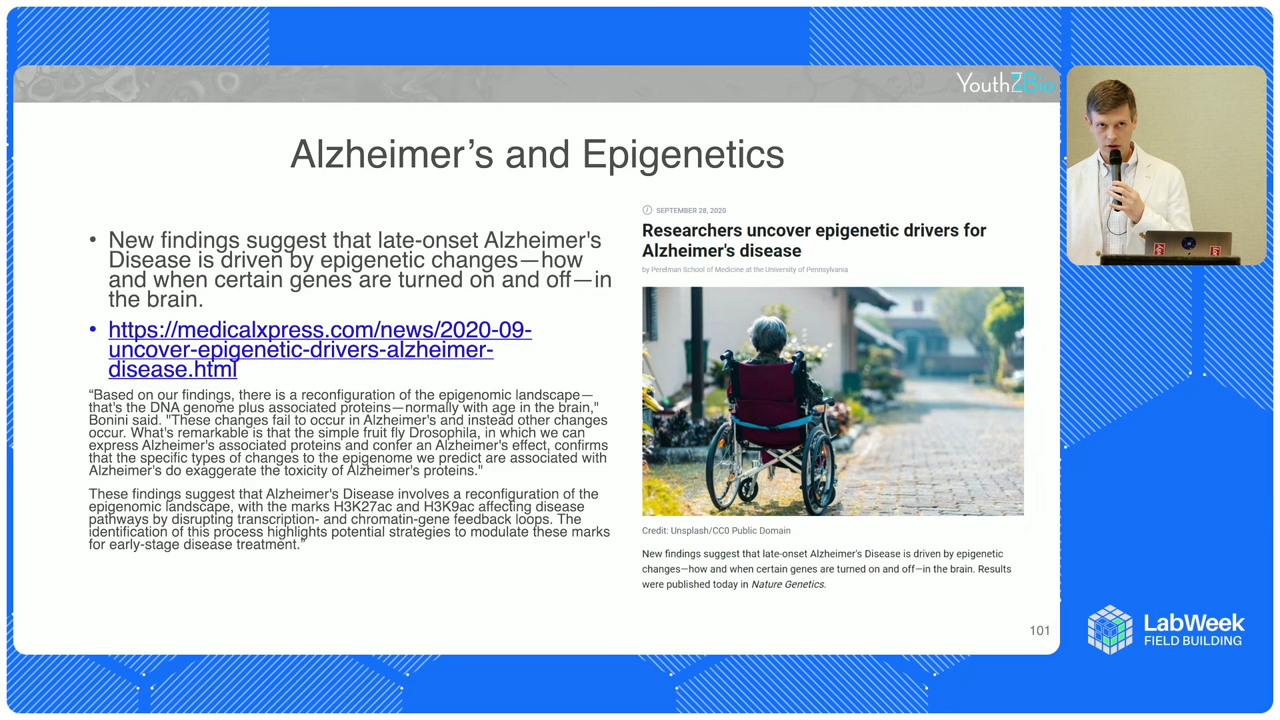 YouthZBio
Alzheimer’s and Epigenetics
• New findings suggest that late-onset Alzheimer's
Disease is driven by epigenetic changes—how
and when certain genes are turned on and off—in
the brain.
• https://medicalxpress.com/news/2020-09-
uncover-epigenetic-drivers-alzheimer-
disease.html
“Based on our findings, there is a reconfiguration of the epigenomic landscape—
that's the DNA genome plus associated proteins—normally with age in the brain,"
Bonini said. "These changes fail to occur in Alzheimer's and instead other changes
occur. What's remarkable is that the simple fruit fly Drosophila, in which we can
express Alzheimer's associated proteins and confer an Alzheimer's effect, confirms
that the specific types of changes to the epigenome we predict are associated with
Alzheimer's do exaggerate the toxicity of Alzheimer's proteins."
These findings suggest that Alzheimer's Disease involves a reconfiguration of the
epigenomic landscape, with the marks H3K27ac and H3K9ac affecting disease
pathways by disrupting transcription- and chromatin-gene feedback loops. The
identification of this process highlights potential strategies to modulate these marks
for early-stage disease treatment.”
SEPTEMBER 28, 2020
Researchers uncover epigenetic drivers for
Alzheimer's disease
by Perelman School of Medicine at the University of Pennsylvania
Credit: Unsplash/CC0 Public Domain
New findings suggest that late-onset Alzheimer's Disease is driven by epigenetic
changes—how and when certain genes are turned on and off—in the brain. Results
were published today in Nature Genetics.
101
LabWeek
FIELD BUILDING